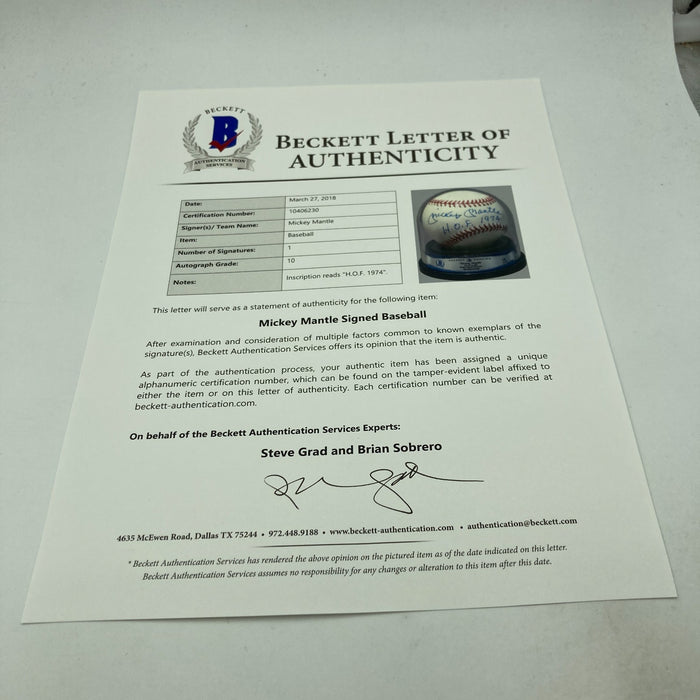 BECKETT
B
AUTHENTICATION
SERVICES
BECKETT LETTER OF
AUTHENTICITY
Date: March 27, 2018
Certification Number: 10406230
Signer(s)/ Team Name: Mickey Mantle
Item: Baseball
Number of Signatures: 1
Autograph Grade: 10
Notes: Inscription reads "H.O.F. 1974".
Mickey Mantle
H.O.F. 1974
This letter will serve as a statement of authenticity for the following item:
Mickey Mantle Signed Baseball
After examination and consideration of multiple factors common to known exemplars of the
signature(s), Beckett Authentication Services offers its opinion that the item is authentic.
As part of the authentication process, your authentic item has been assigned a unique
alphanumeric certification number, which can be found on the tamper-evident label affixed to
either the item or on this letter of authenticity. Each certification number can be verified at
beckett-authentication.com.
On behalf of the Beckett Authentication Services Experts:
Steve Grad and Brian Sobrero
4635 McEwen Road, Dallas TX 75244 • 972.448.9188 • www.beckett-authentication.com • authentication@beckett.com
* Beckett Authentication Services has rendered the above opinion on the pictured item as of the date indicated on this letter.
Beckett Authentication Services assumes no responsibility for any changes or alteration to this item after this date.